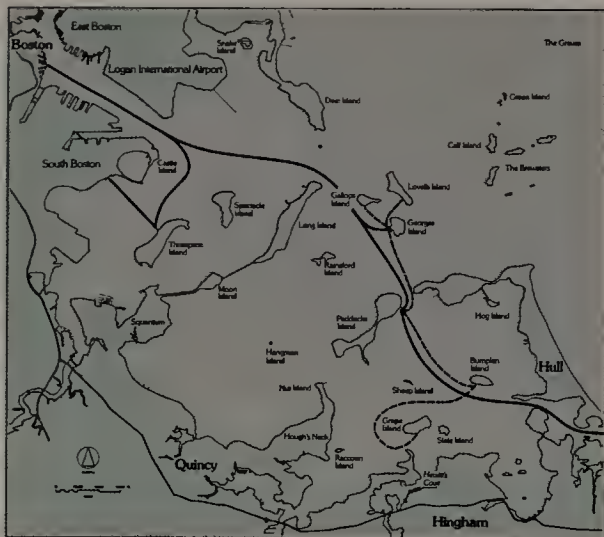 East Boston
Boston
Logan International Airport
Snake
Island
The Graves
Deer Island
Green Island
Calf Island
The Brewsters
South Boston
Castle
Island
Spectacle
Island
Thompson
Island
Long Island
Gallops
Island
Lovells Island
Georges
Island
Rainsford
Island
Moon
Island
Squantum
Peddocks
Island
Hog Island
Hangman
Island
Bumpkin
Island
Hull
Nut Island
Sheep Island
Grape
Island
Slate Island
Hough's Neck
Raccoon
Island
Quincy
Cove
Hingham